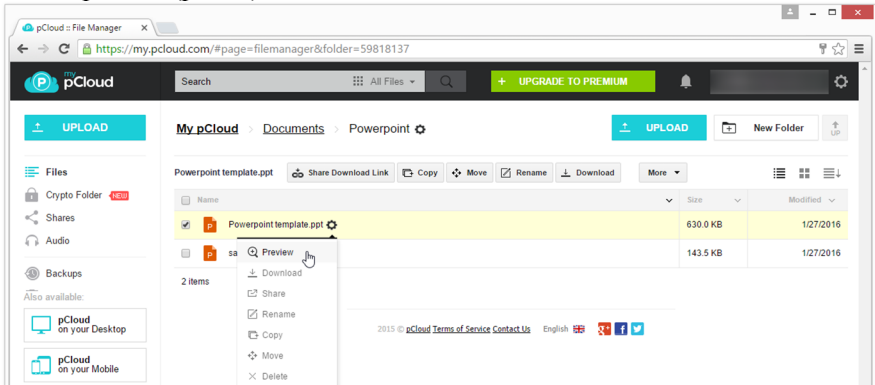 pCloud :: File Manager
https://my.pcloud.com/#page=filemanager&folder=59818137
my pCloud
Search All Files
+ UPGRADE TO PREMIUM
UPLOAD
My pCloud > Documents > Powerpoint
UPLOAD
New Folder
UP
Files
Crypto Folder NEW
Shares
Audio
Backups
Also available:
pCloud
on your Desktop
pCloud
on your Mobile
Powerpoint template.ppt Share Download Link Copy Move Rename Download More
Name Size Modified
Powerpoint template.ppt 630.0 KB 1/27/2016
sa 143.5 KB 1/27/2016
2 items
Preview
Download
Share
Rename
Copy
Move
Delete
2015 © pCloud Terms of Service Contact Us English